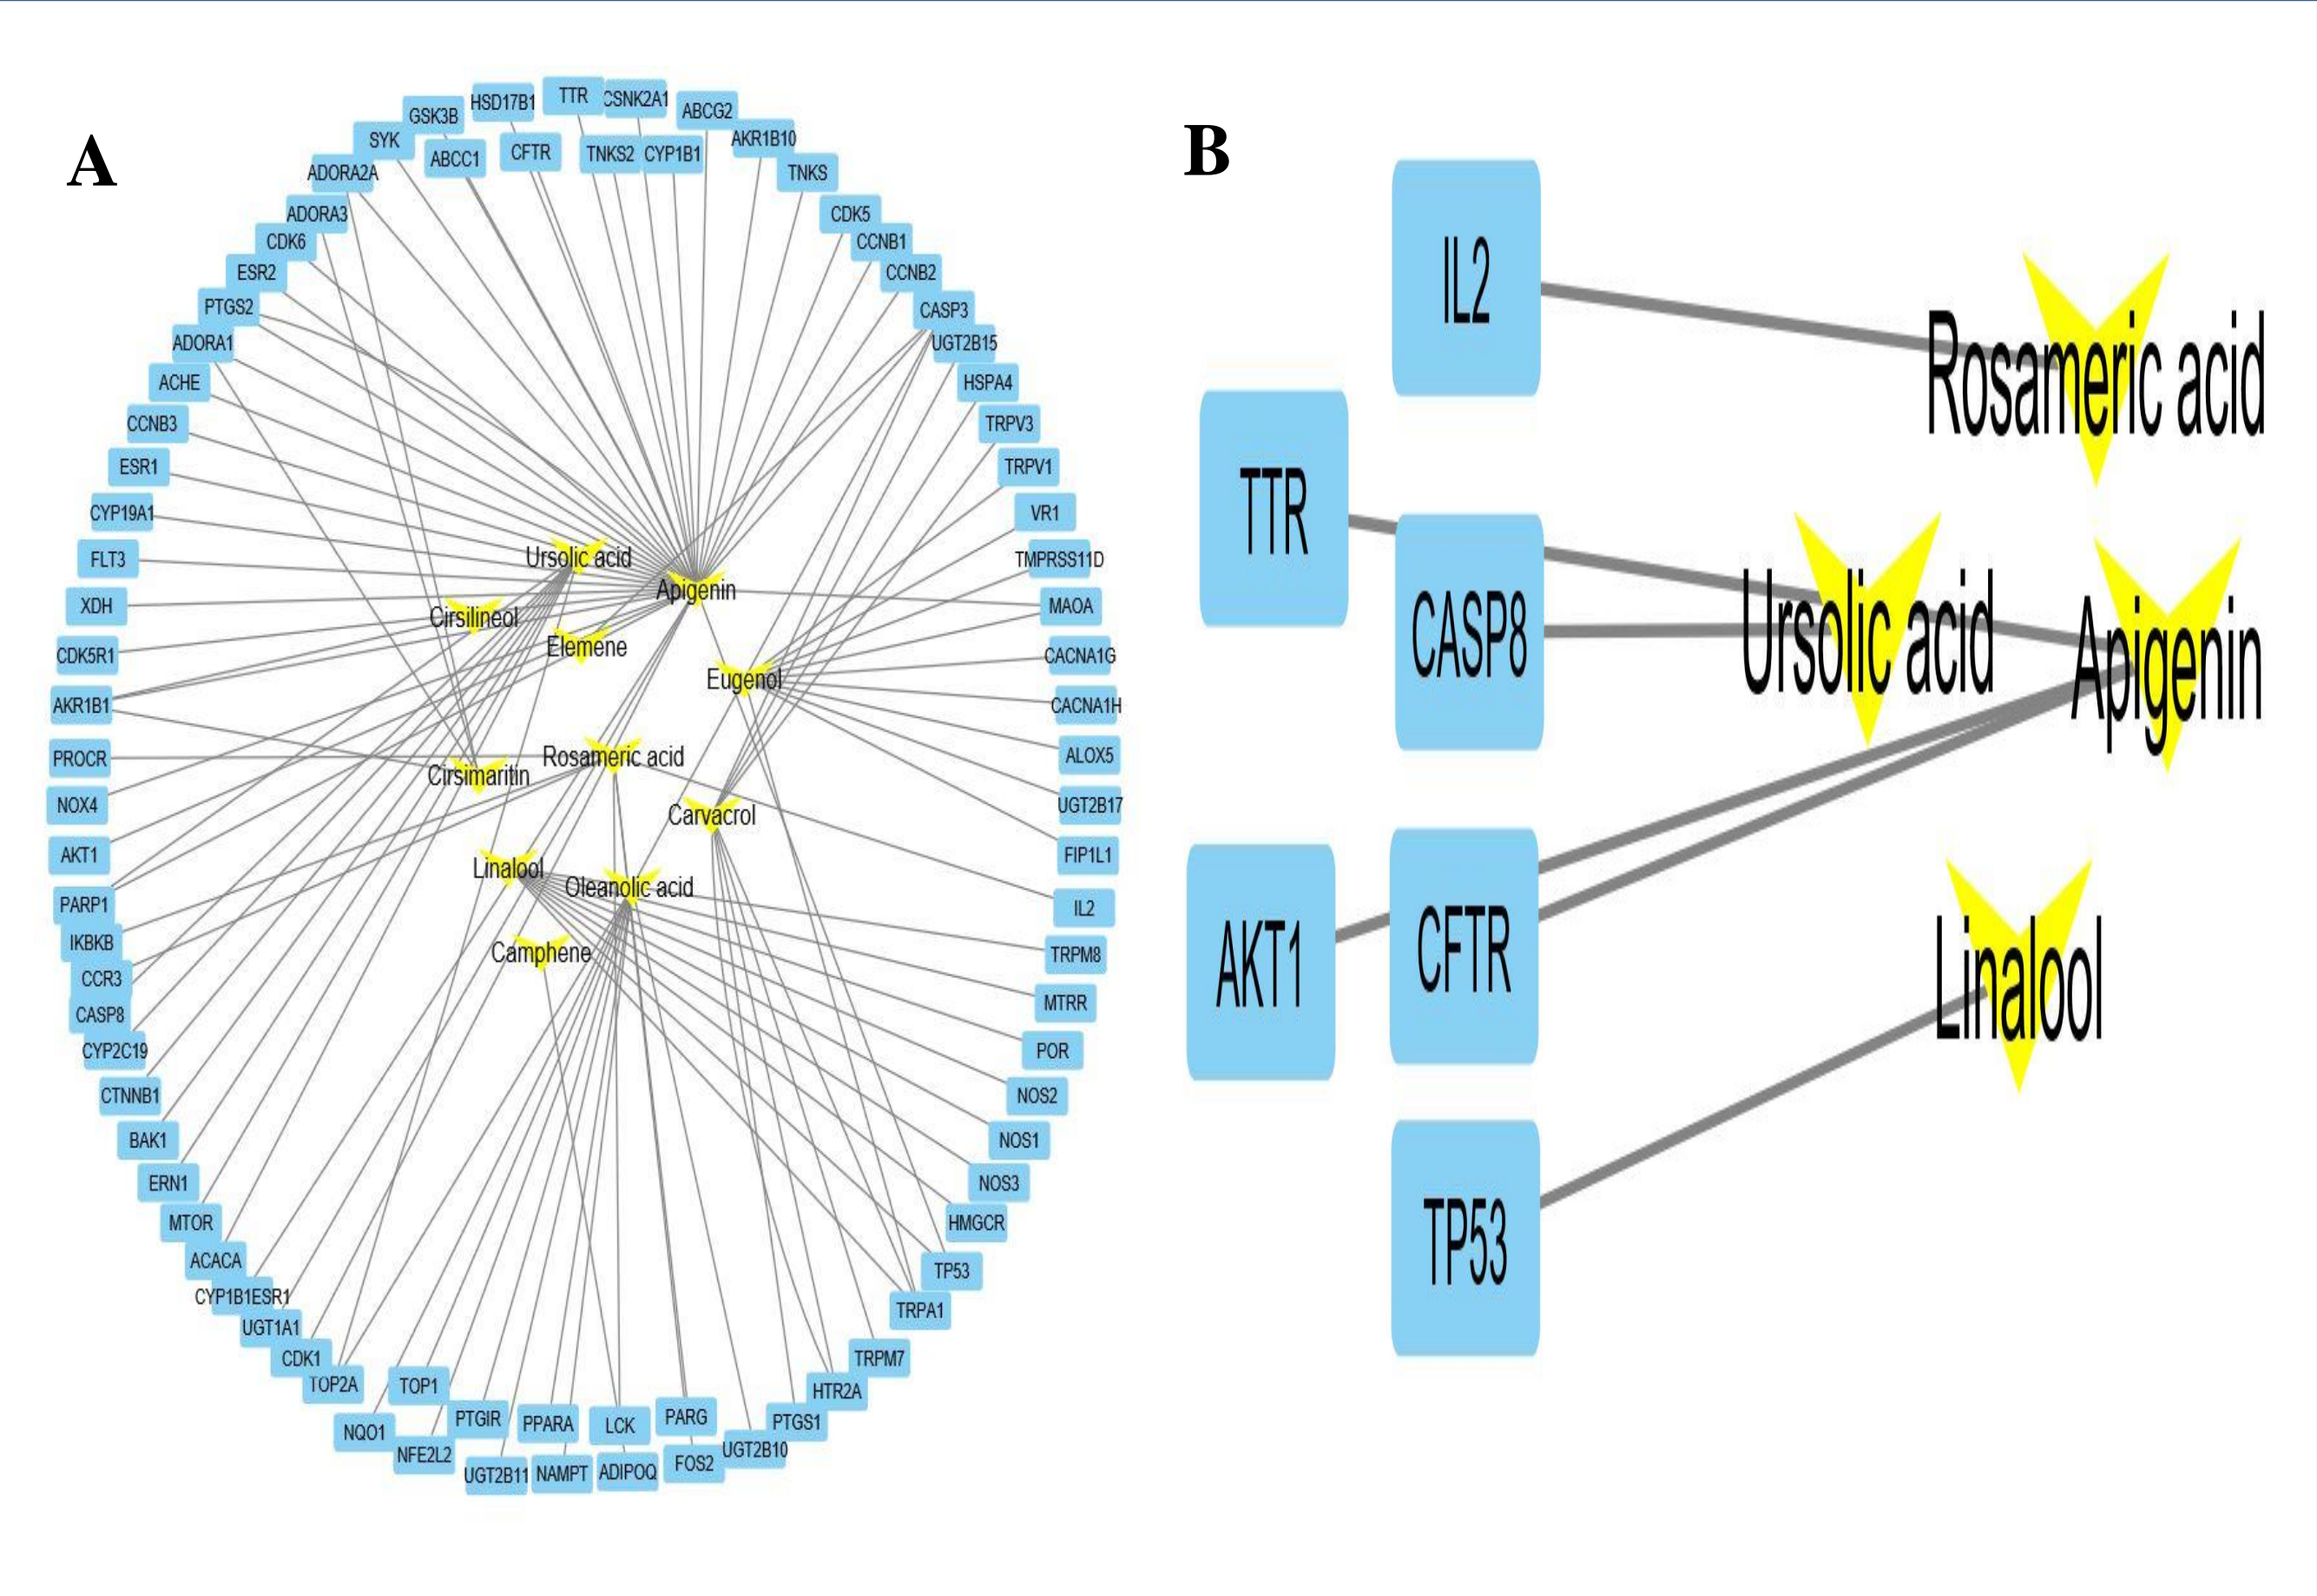 A
HSD17B1
TTR
CSNK2A1
ABCG2
GSK3B
SYK
ABCC1
CFTR
TNKS2
CYP1B1
AKR1B10
TNKS
ADORA2A
ADORA3
CDK5
CDK6
CCNB1
ESR2
CCNB2
PTGS2
CASP3
ADORA1
UGT2B15
ACHE
HSPA4
CCNB3
TRPV3
ESR1
TRPV1
CYP19A1
VR1
FLT3
Ursolic acid
TMPRSS11D
Apigenin
XDH
Cirsilineol
MAOA
CDK5R1
Elemene
CACNA1G
Eugenol
AKR1B1
CACNA1H
PROCR
Cirsimaritin
Rosameric acid
ALOX5
NOX4
Carvacrol
UGT2B17
AKT1
FIP1L1
Linalool
Oleanolic acid
PARP1
IL2
IKBKB
Camphene
TRPM8
CCR3
MTRR
CASP8
CYP2C19
POR
CTNNB1
NOS2
BAK1
NOS1
ERN1
NOS3
MTOR
HMGCR
ACACA
TP53
CYP1B1ESR1
TRPA1
UGT1A1
CDK1
TRPM7
TOP2A
TOP1
HTR2A
NQO1
PTGIR
PPARA
LCK
PARG
PTGS1
NFE2L2
UGT2B11
NAMPT
ADIPOQ
FOS2
UGT2B10
B
IL2
Rosameric acid
TTR
CASP8
Ursolic acid
Apigenin
AKT1
CFTR
Linalool
TP53